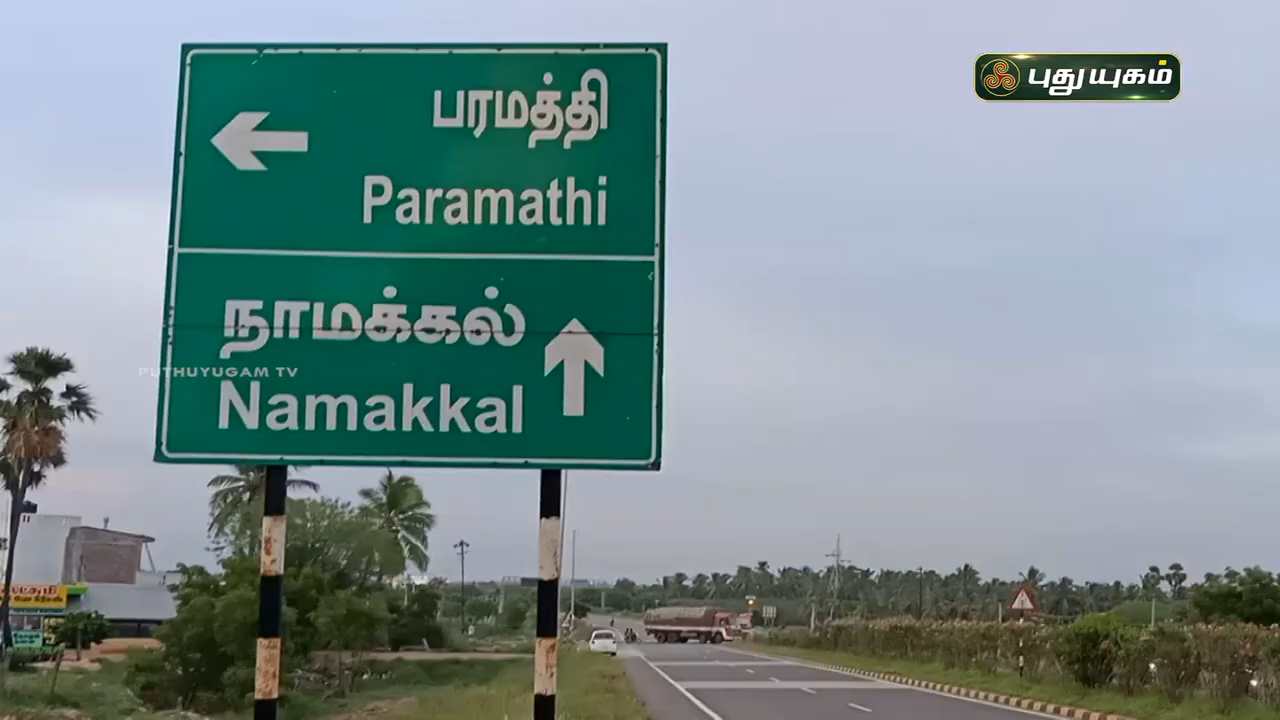 புதுயுகம்
பரமத்தி
Paramathi
நாமக்கல்
PUTHUYUGAM TV
Namakkal